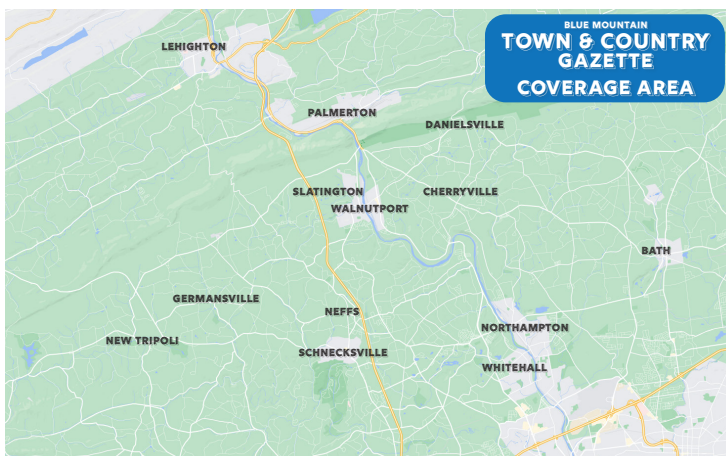 BLUE MOUNTAIN
TOWN & COUNTRY
GAZETTE
COVERAGE AREA
LEHIGHTON
PALMERTON
DANIELSVILLE
SLATINGTON
CHERRYVILLE
WALNUTPORT
BATH
GERMANSVILLE
NEFFS
NORTHAMPTON
NEW TRIPOLI
SCHNECKSVILLE
WHITEHALL